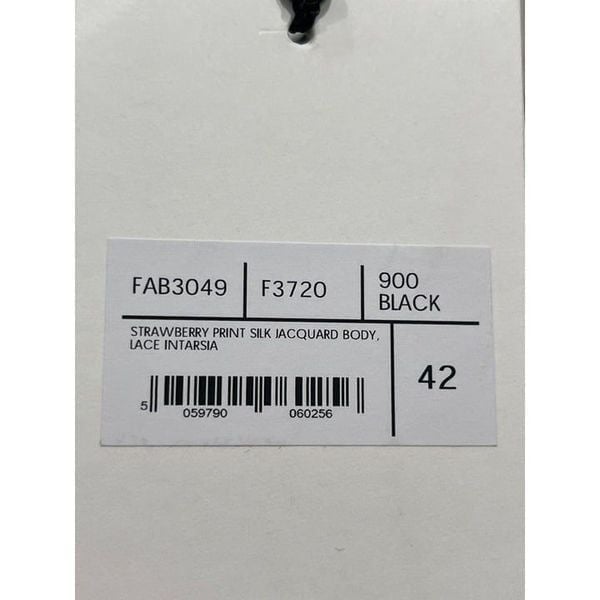 FAB3049
F3720
900
BLACK
STRAWBERRY PRINT SILK JACQUARD BODY,
LACE INTARSIA
42
5 059790 060256